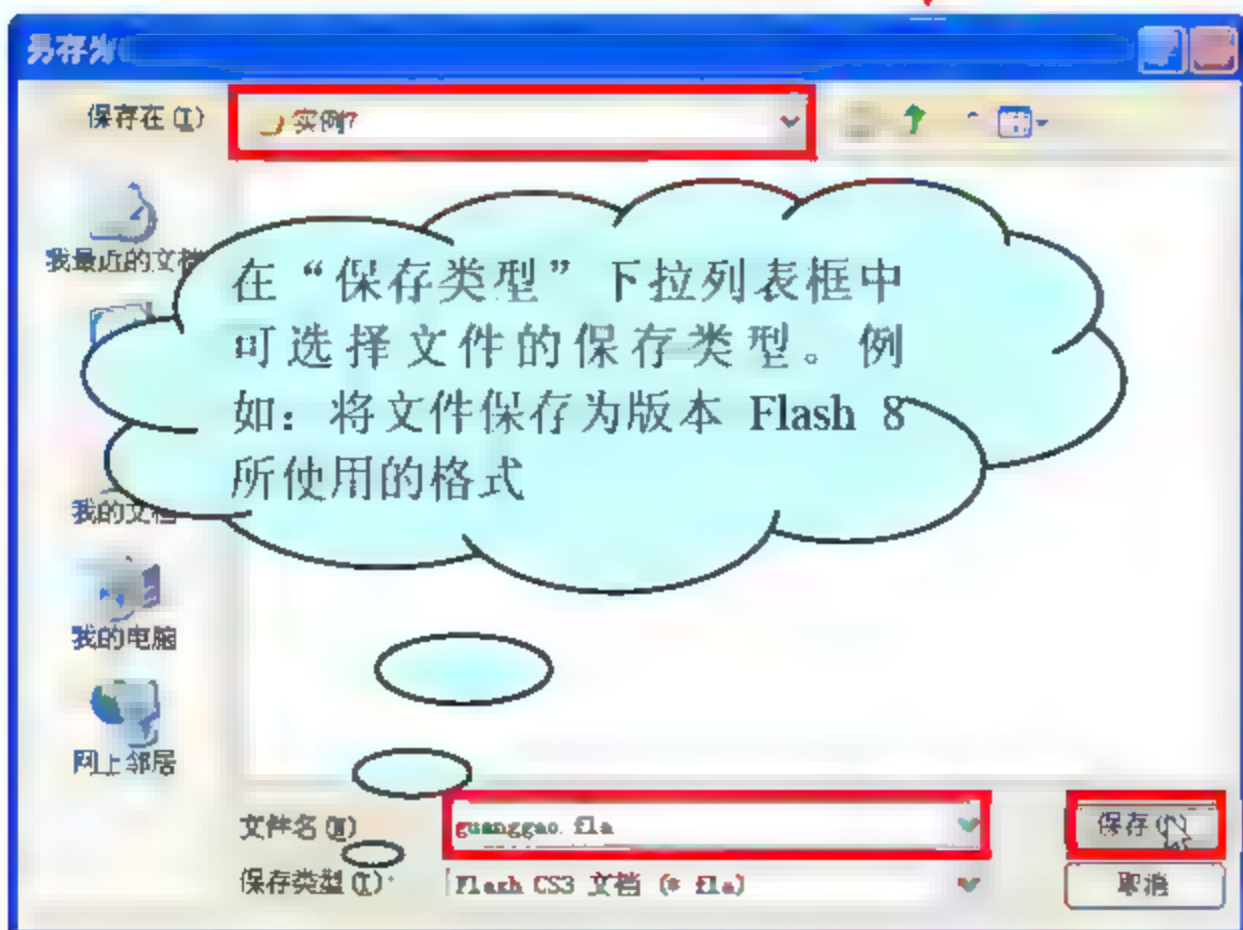 另存为
保存在(I)
实例7
我最近的文档
在“保存类型”下拉列表框中
可选择文件的保存类型。例
如：将文件保存为版本 Flash 8
所使用的格式
我的文档
我的电脑
网上邻居
文件名(N)
guanggao.fla
保存(S)
保存类型(T):
Flash CS3 文档 (*.fla)
取消